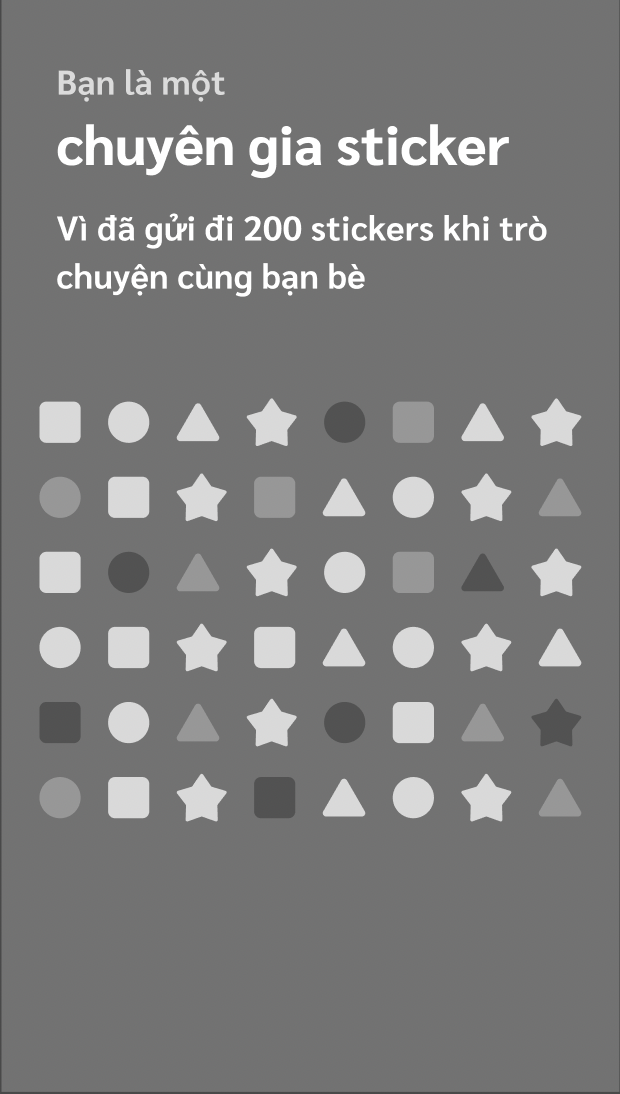 Bạn là một
chuyên gia sticker
Vì đã gửi đi 200 stickers khi trò
chuyện cùng bạn bè